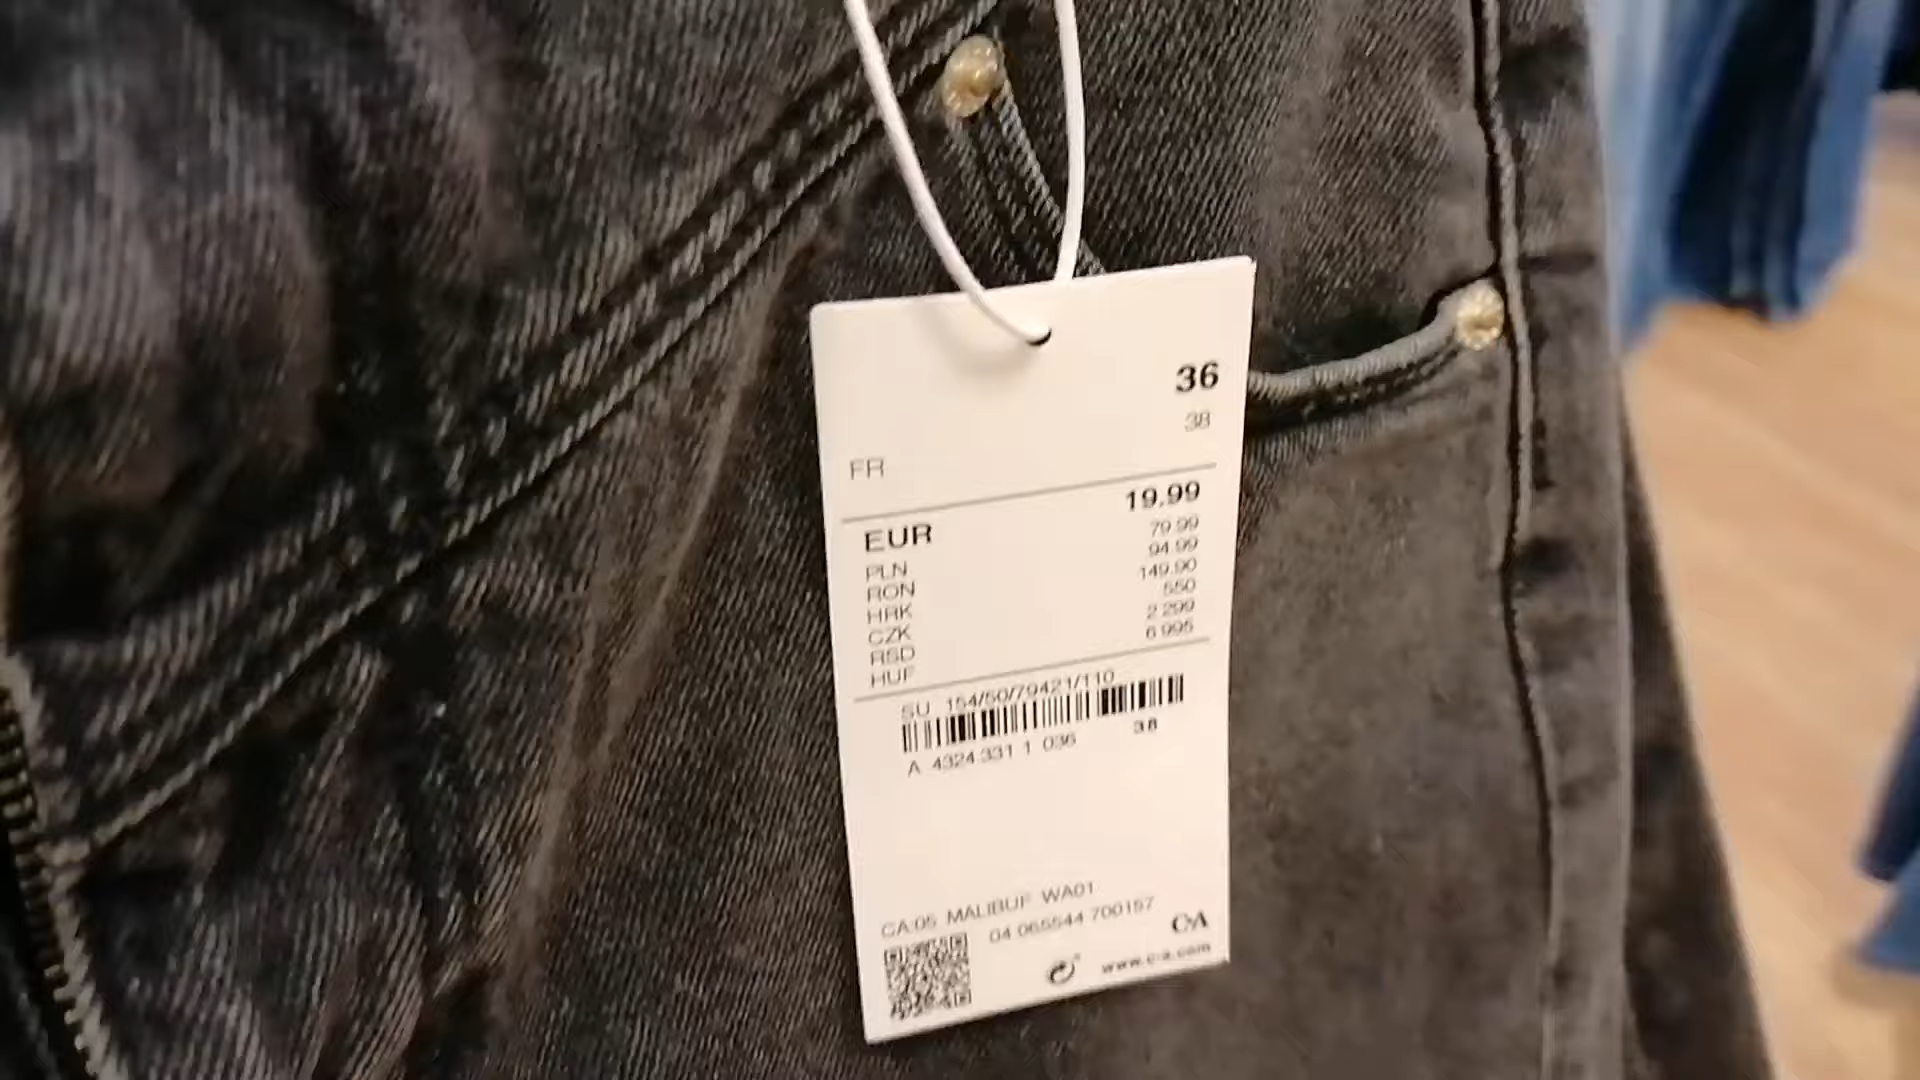 36
38
FR
EUR 19.99
PLN 79.99
RON 94.99
HRK 149.90
CZK 550
RSD 2 299
HUF 6 995
SU 154/50/79421/110
A 4324 331 1 036 38
CA:05 MALIBUF WA01
04 065544 700157
C&A
www.c-a.com